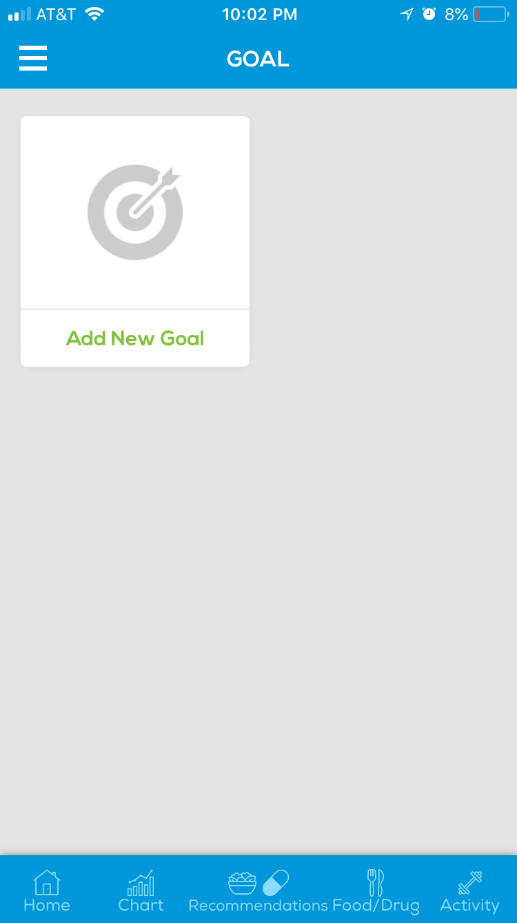 AT&T 10:02 PM 8%
GOAL
Add New Goal
Home Chart Recommendations Food/Drug Activity